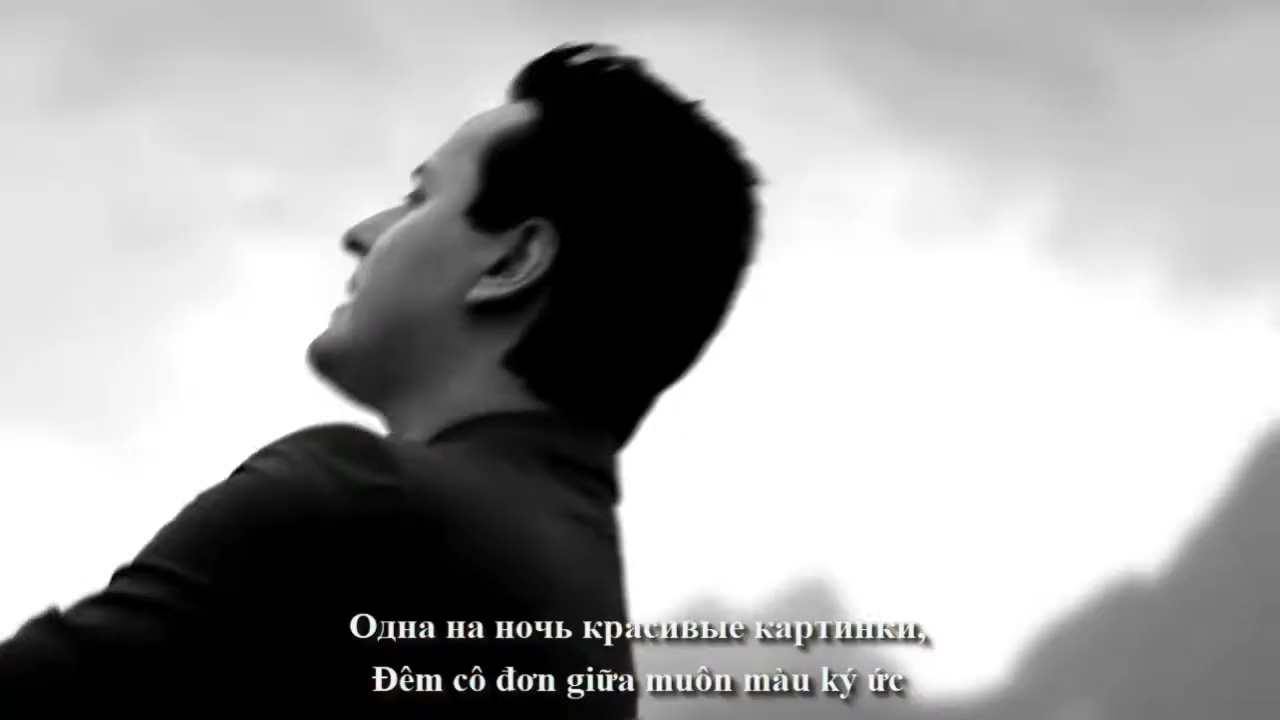 Одна на ночь красивые картинки,
Đêm cô đơn giữa muôn màu ký ức